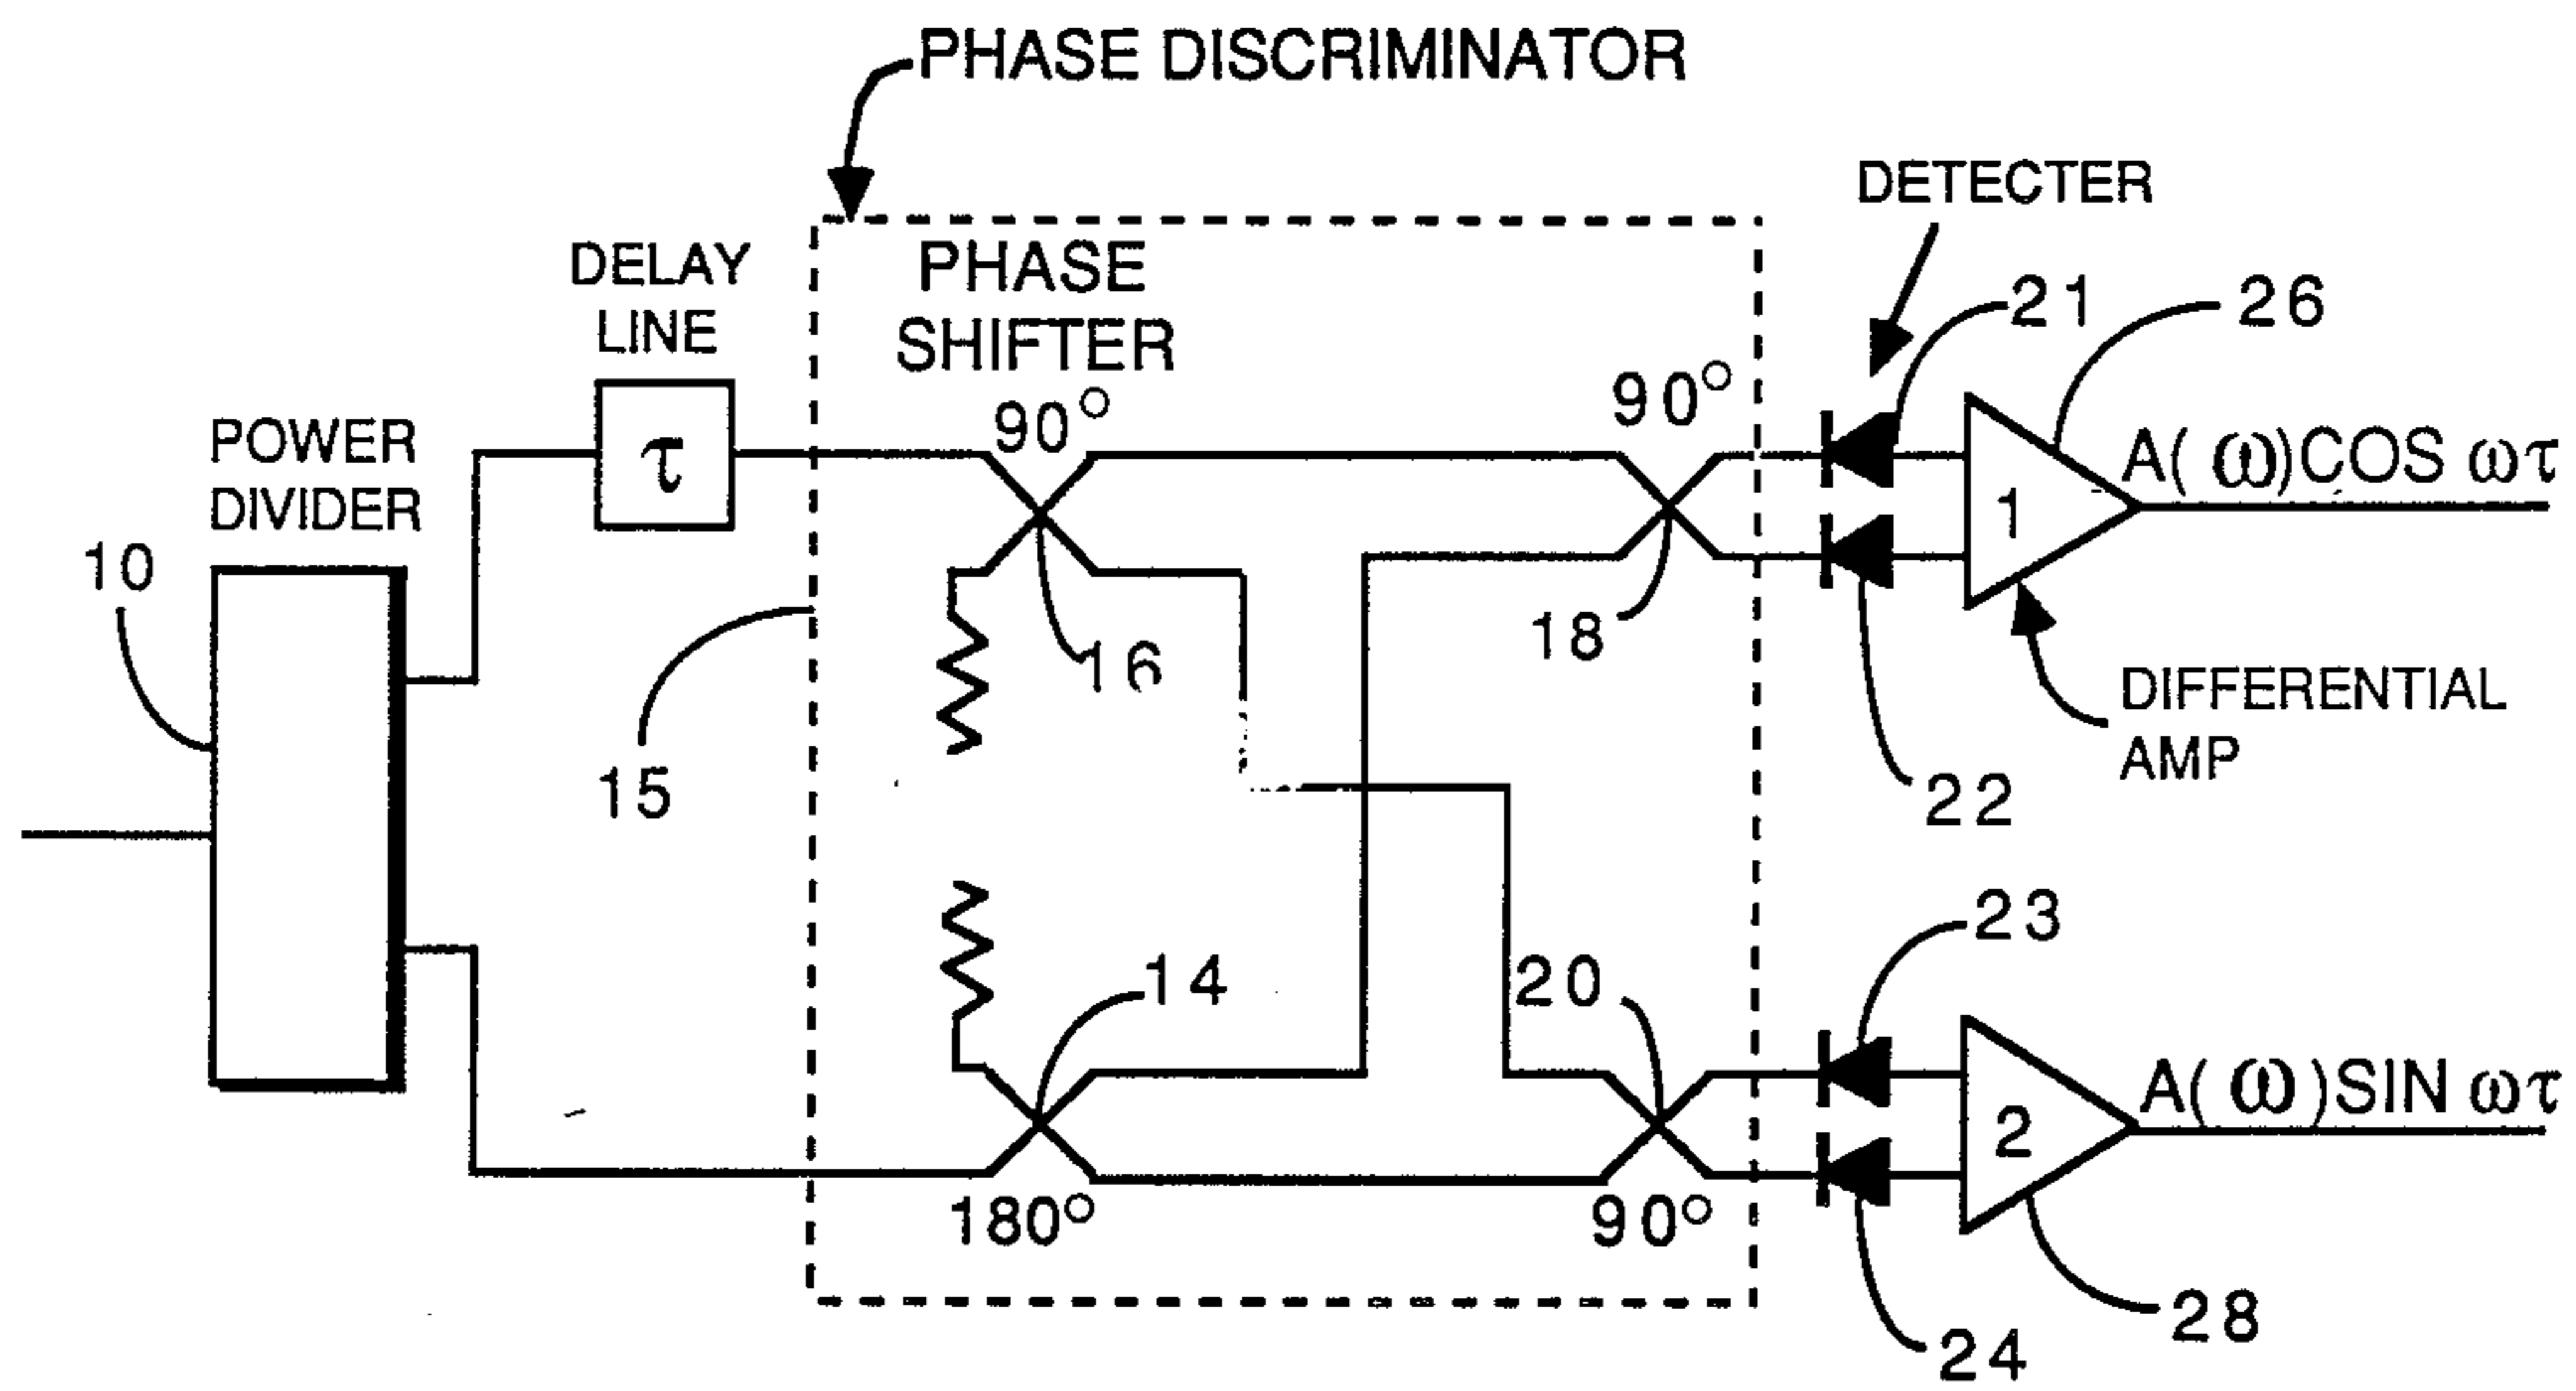 PHASE DISCRIMINATOR
DETECTER
DELAY
LINE
PHASE
SHIFTER
21
26
90°
90°
POWER
DIVIDER
τ
A(ω)COS ωτ
1
10
18
16
DIFFERENTIAL
AMP
15
22
23
14
20
A(ω)SIN ωτ
2
180°
90°
28
24